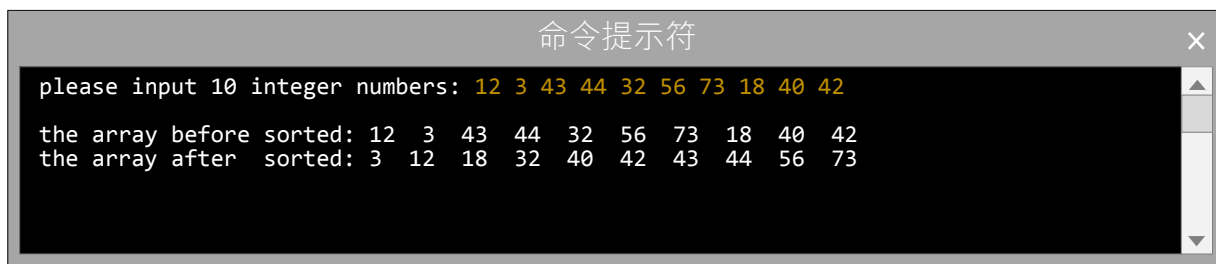 命令提示符
please input 10 integer numbers: 12 3 43 44 32 56 73 18 40 42
the array before sorted: 12  3  43  44  32  56  73  18  40  42
the array after  sorted: 3  12  18  32  40  42  43  44  56  73